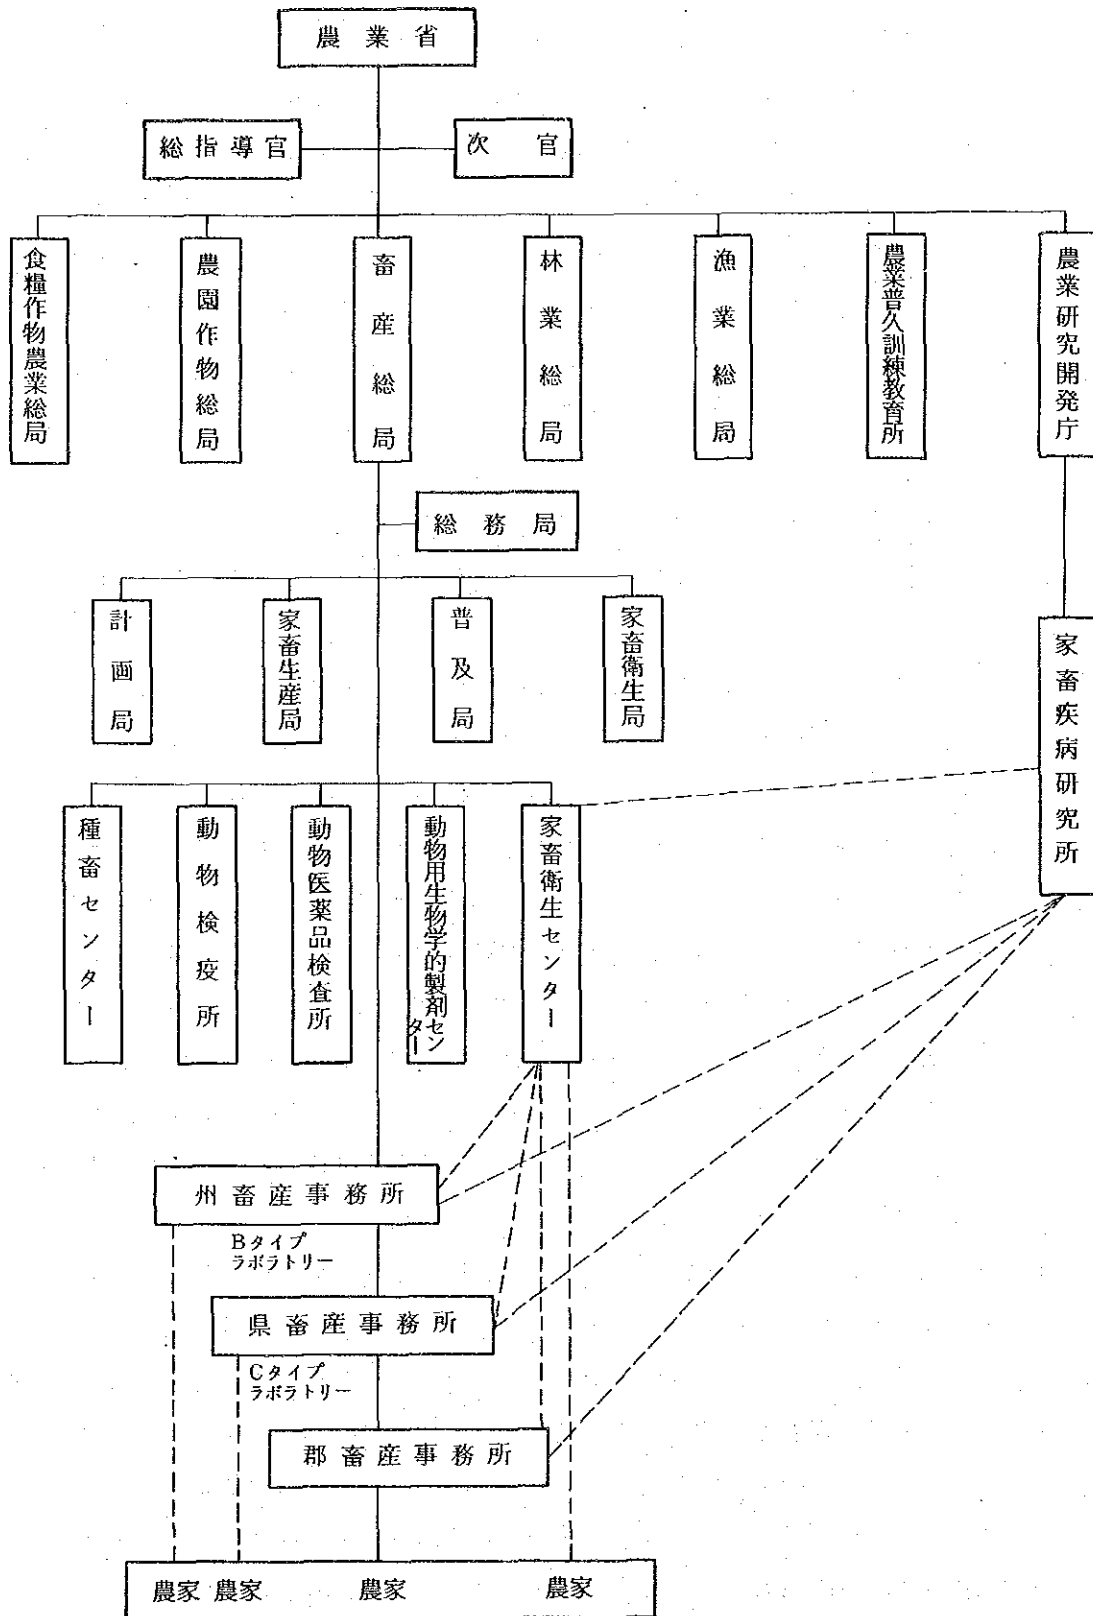 農業省
総指導官
次官
食糧作物農業総局
農園作物総局
畜産総局
林業総局
漁業総局
農業普久訓練教育所
農業研究開発庁
総務局
計画局
家畜生産局
普及局
家畜衛生局
家畜疾病研究所
種畜センター
動物検疫所
動物医薬品検査所
動物用生物学的製剤セン
ター
家畜衛生センター
州畜産事務所
Bタイプ
ラボラトリー
県畜産事務所
Cタイプ
ラボラトリー
郡畜産事務所
農家 農家 農家 農家